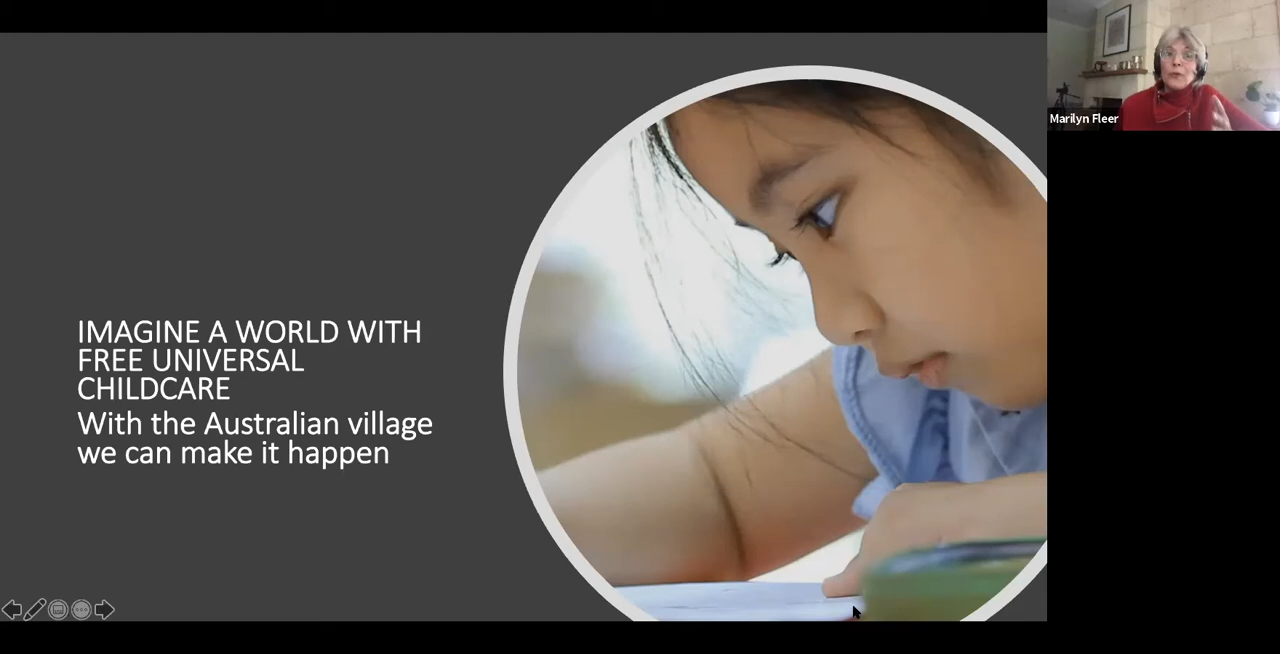 IMAGINE A WORLD WITH
FREE UNIVERSAL
CHILDCARE
With the Australian village
we can make it happen
Marilyn Fleer